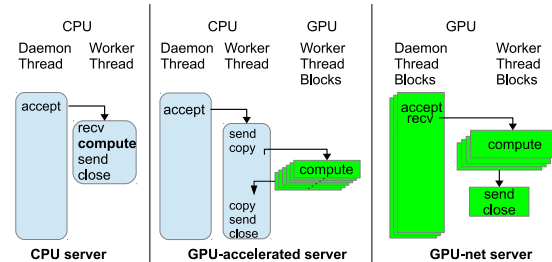 CPU
Daemon Thread
Worker Thread
accept
recv
compute
send
close
CPU server
CPU
GPU
Daemon Thread
Worker Thread
Worker Thread Blocks
accept
send
copy
compute
copy
send
close
GPU-accelerated server
GPU
Daemon Thread Blocks
Worker Thread Blocks
accept
recv
compute
send
close
GPU-net server